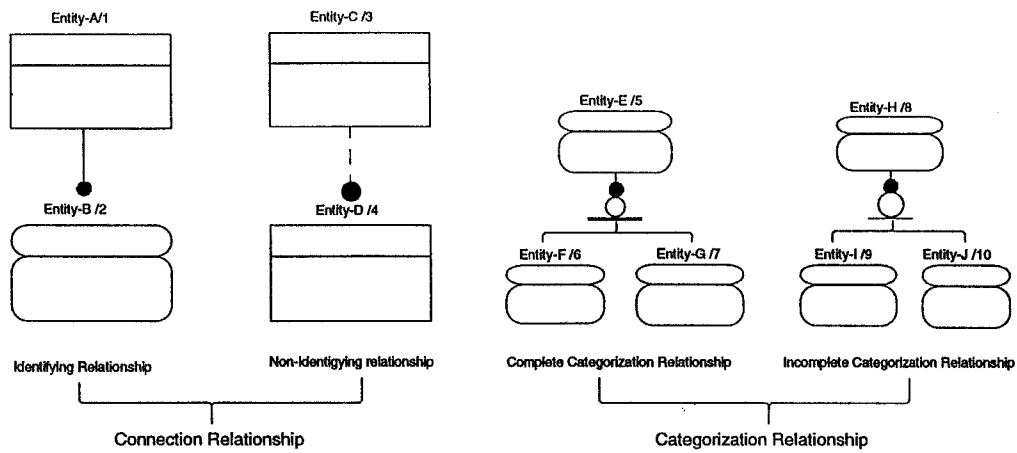 Entity-A/1
Entity-C /3
Entity-E /5
Entity-H /8
Entity-B /2
Entity-D /4
Entity-F /6
Entity-G /7
Entity-I /9
Entity-J /10
Identifying Relationship
Non-identigying relationship
Complete Categorization Relationship
Incomplete Categorization Relationship
Connection Relationship
Categorization Relationship